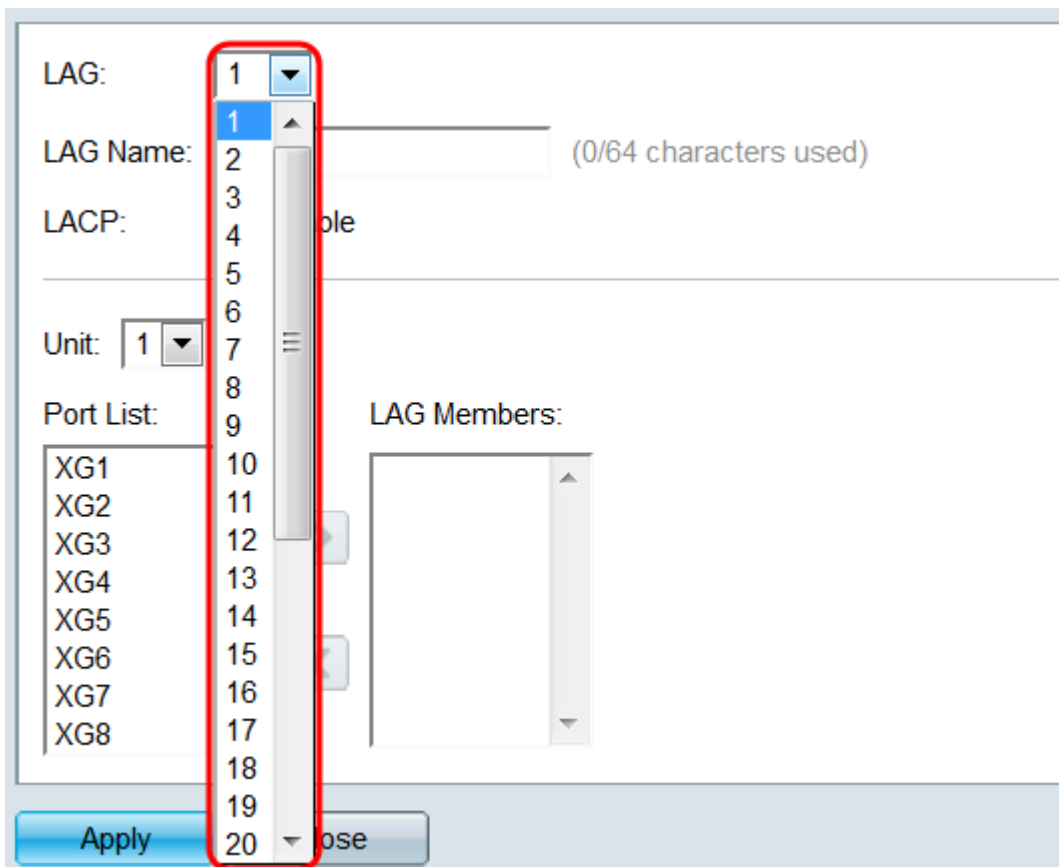 LAG: 1
1
LAG Name: (0/64 characters used)
2
3
LACP: ble
4
5
6
Unit: 1
7
8
Port List: LAG Members:
9
XG1 10
XG2 11
XG3 12
XG4 13
XG5 14
XG6 15
XG7 16
XG8 17
18
19
Apply 20 lose